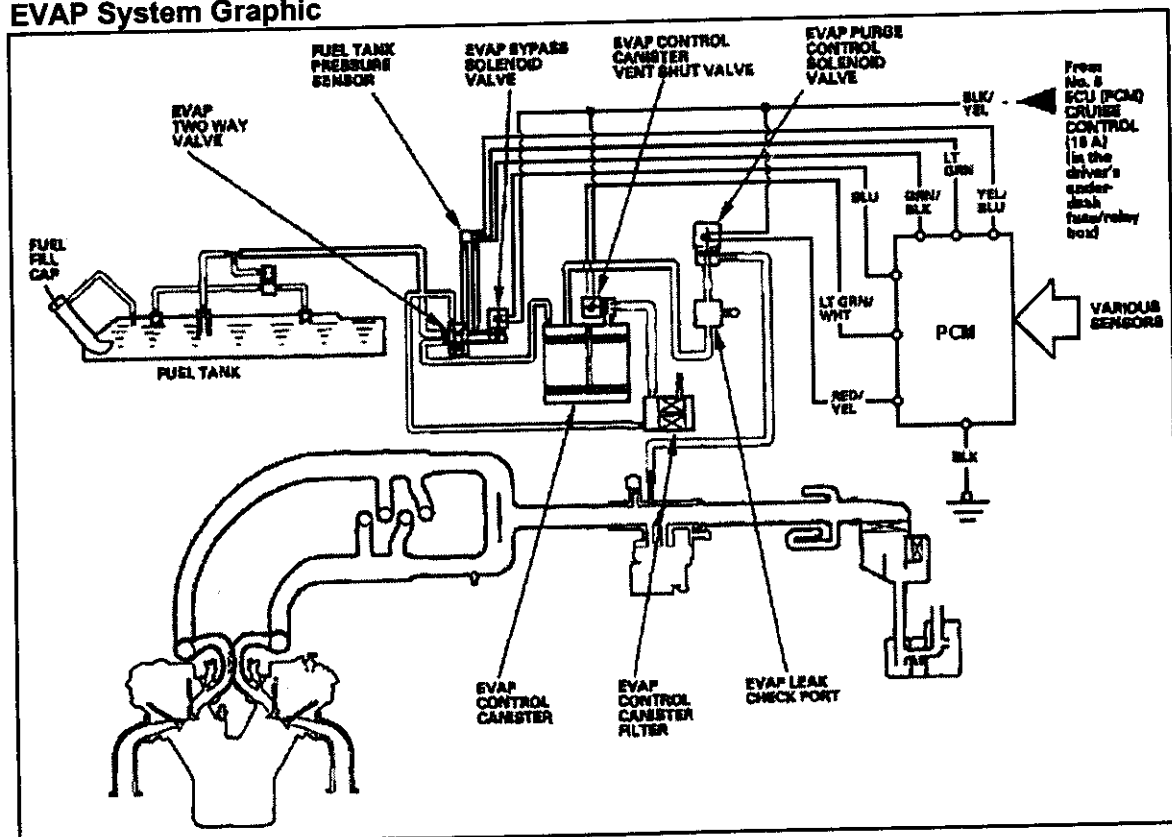 EVAP System Graphic
FUEL TANK
PRESSURE
SENSOR
EVAP BYPASS
SOLENOID
VALVE
EVAP CONTROL
CANISTER
VENT SHUT VALVE
EVAP PURGE
CONTROL
SOLENOID
VALVE
EVAP
TWO WAY
VALVE
BLK/
YEL
From
No. 6
ECU (PCM)
CRUISE
CONTROL
(15 A)
(in the
driver's
under-
dash
fuse/relay
box)
LT
GRN
BLU
GRN/
BLK
YEL/
BLU
FUEL
FILL
CAP
LT GRN/
WHT
PCM
VARIOUS
SENSORS
FUEL TANK
RED/
YEL
BLK
EVAP
CONTROL
CANISTER
EVAP
CONTROL
CANISTER
FILTER
EVAP LEAK
CHECK PORT